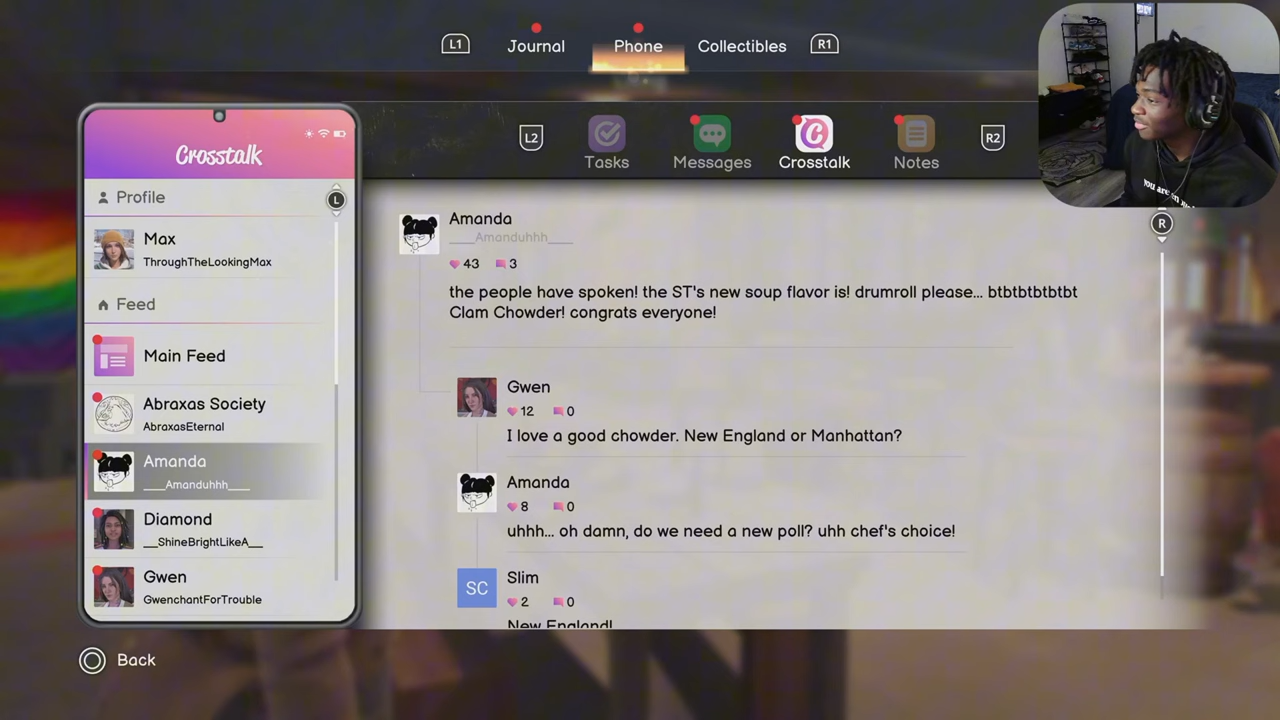 L1
Journal
Phone
Collectibles
R1
Crosstalk
L2
Tasks
Messages
Crosstalk
Notes
R2
Profile
L
Max
ThroughTheLookingMax
Feed
Main Feed
Abraxas Society
AbraxasEternal
Amanda
____Amanduhhh____
Diamond
__ShineBrightLikeA__
Gwen
GwenchantForTrouble
Amanda
____Amanduhhh____
43 3
the people have spoken! the ST's new soup flavor is! drumroll please... btbtbtbtbtbt
Clam Chowder! congrats everyone!
Gwen
12 0
I love a good chowder. New England or Manhattan?
Amanda
8 0
uhhh... oh damn, do we need a new poll? uhh chef's choice!
SC
Slim
2 0
New England!
R
You are
Back